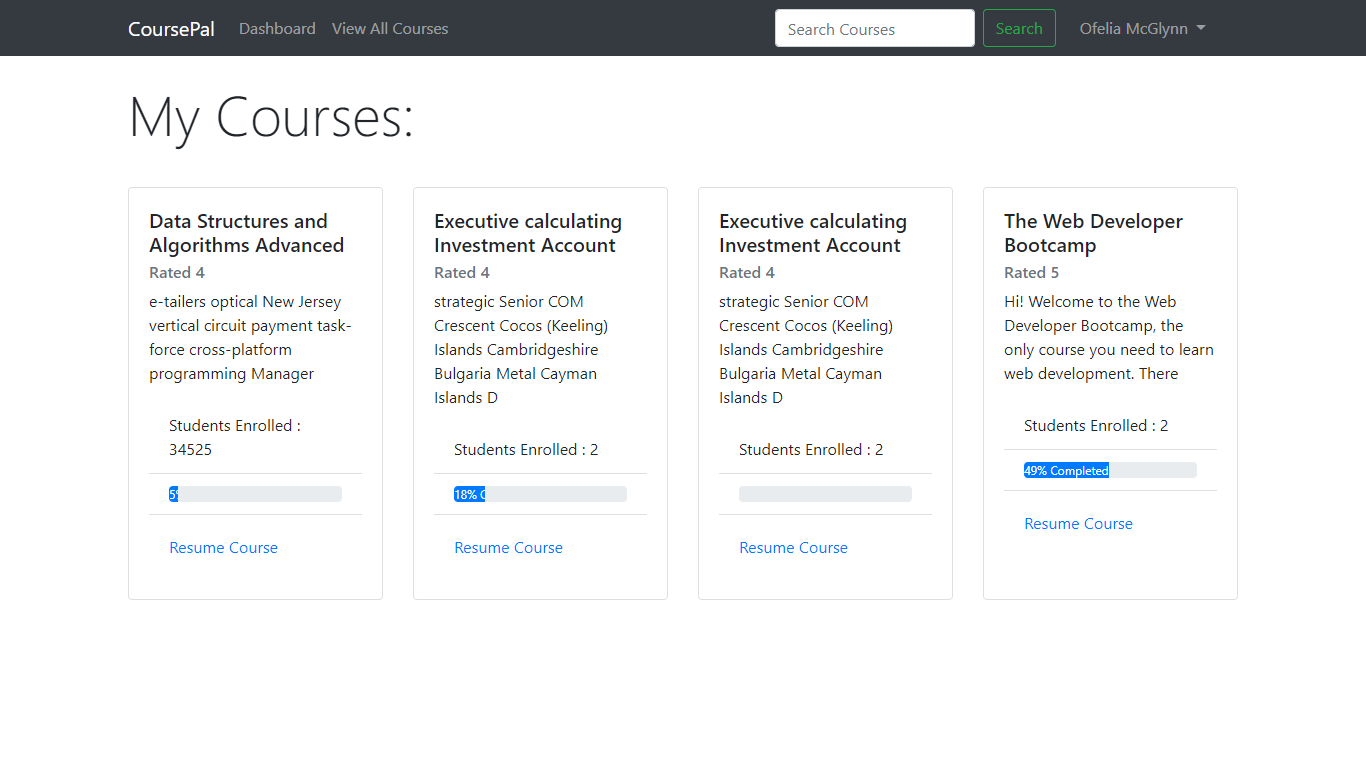 CoursePal Dashboard View All Courses Search Courses Search Ofelia McGlynn
My Courses:
Data Structures and
Algorithms Advanced
Rated 4
e-tailers optical New Jersey
vertical circuit payment task-
force cross-platform
programming Manager
Students Enrolled :
34525
5%
Resume Course
Executive calculating
Investment Account
Rated 4
strategic Senior COM
Crescent Cocos (Keeling)
Islands Cambridgeshire
Bulgaria Metal Cayman
Islands D
Students Enrolled : 2
18% C
Resume Course
Executive calculating
Investment Account
Rated 4
strategic Senior COM
Crescent Cocos (Keeling)
Islands Cambridgeshire
Bulgaria Metal Cayman
Islands D
Students Enrolled : 2
Resume Course
The Web Developer
Bootcamp
Rated 5
Hi! Welcome to the Web
Developer Bootcamp, the
only course you need to learn
web development. There
Students Enrolled : 2
49% Completed
Resume Course